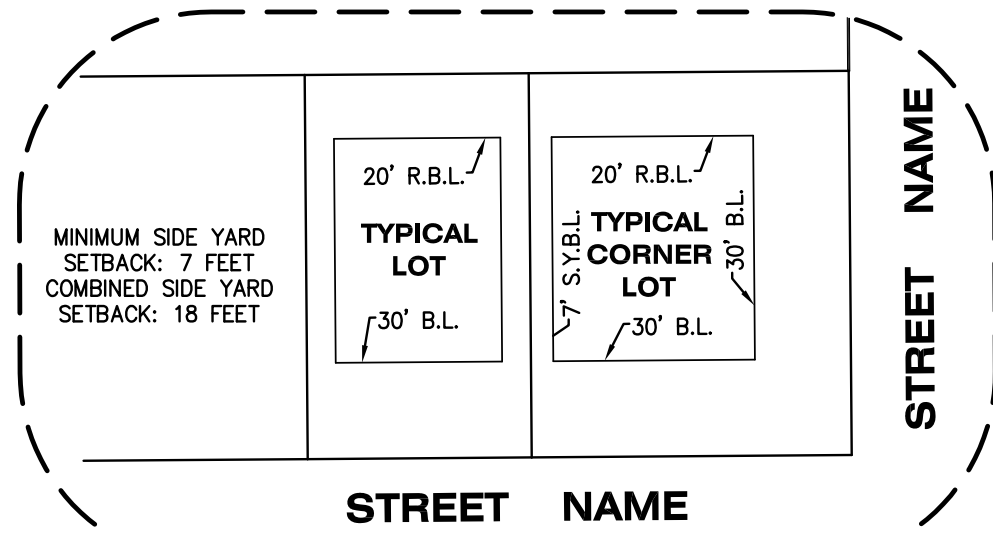 MINIMUM SIDE YARD
SETBACK: 7 FEET
COMBINED SIDE YARD
SETBACK: 18 FEET
20' R.B.L.
TYPICAL
LOT
30' B.L.
20' R.B.L.
7' S.Y.B.L.
TYPICAL
CORNER
LOT
30' B.L.
30' B.L.
STREET NAME
STREET NAME